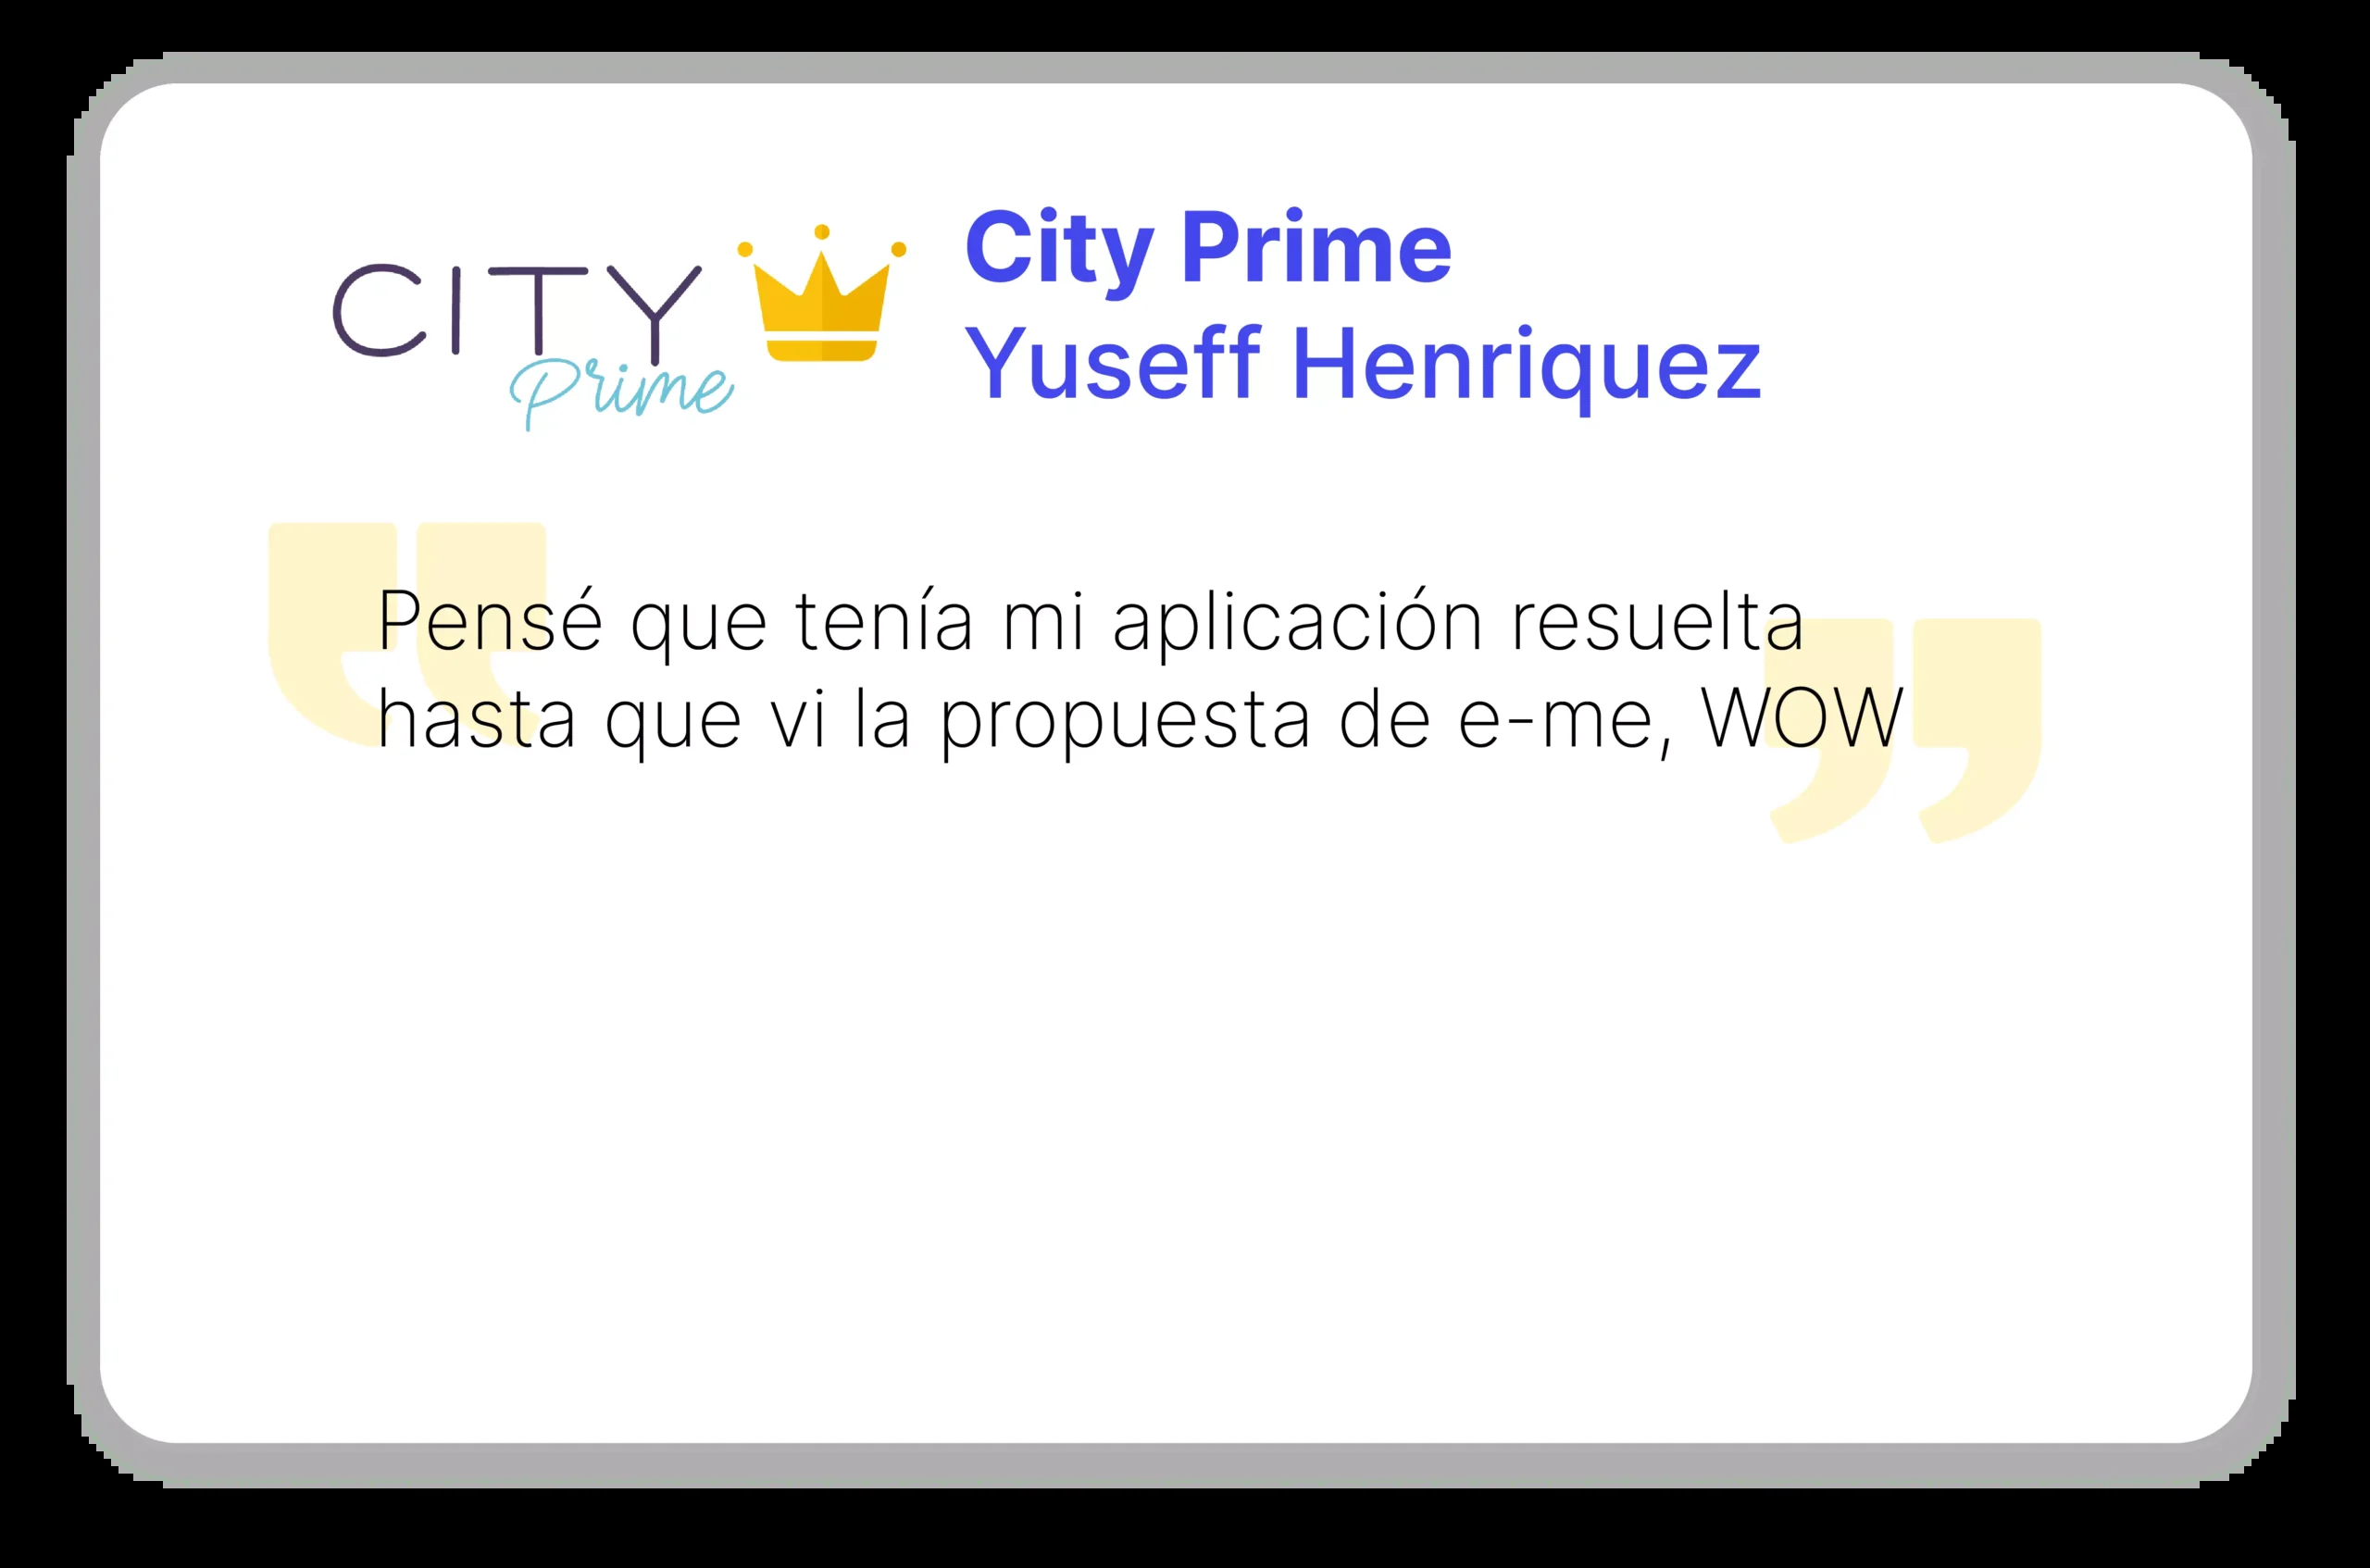 CITY
Prime
City Prime
Yuseff Henriquez
Pensé que tenía mi aplicación resuelta
hasta que vi la propuesta de e-me, WOW